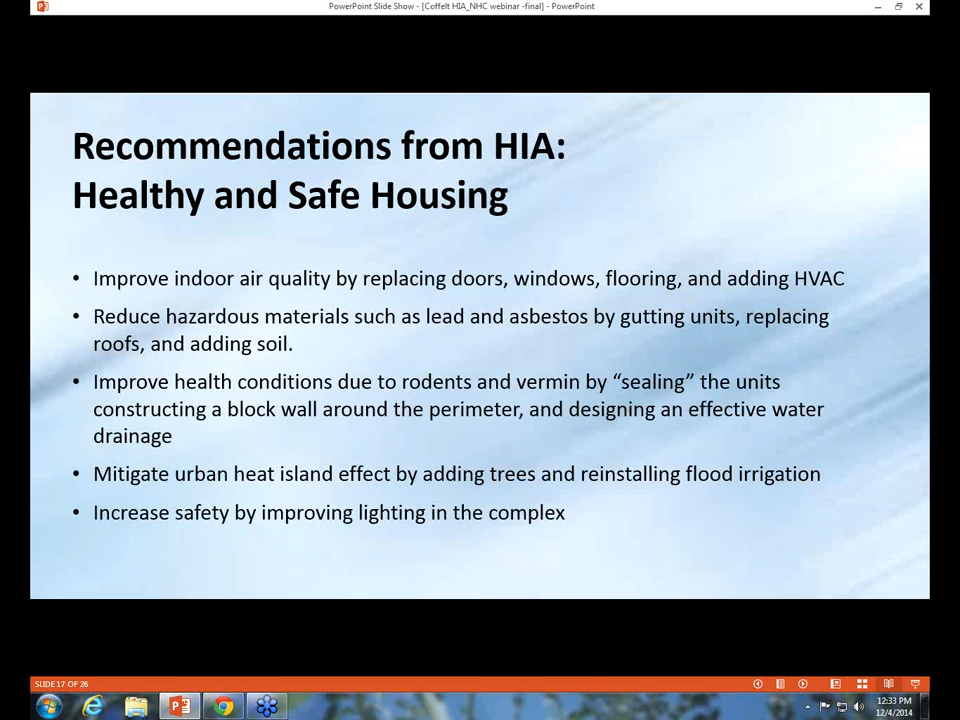 PowerPoint Slide Show - [Coffelt HIA_NHC webinar -final] - PowerPoint
Recommendations from HIA:
Healthy and Safe Housing
• Improve indoor air quality by replacing doors, windows, flooring, and adding HVAC
• Reduce hazardous materials such as lead and asbestos by gutting units, replacing
roofs, and adding soil.
• Improve health conditions due to rodents and vermin by “sealing” the units
constructing a block wall around the perimeter, and designing an effective water
drainage
• Mitigate urban heat island effect by adding trees and reinstalling flood irrigation
• Increase safety by improving lighting in the complex
SLIDE 17 OF 26
12:33 PM
12/4/2014